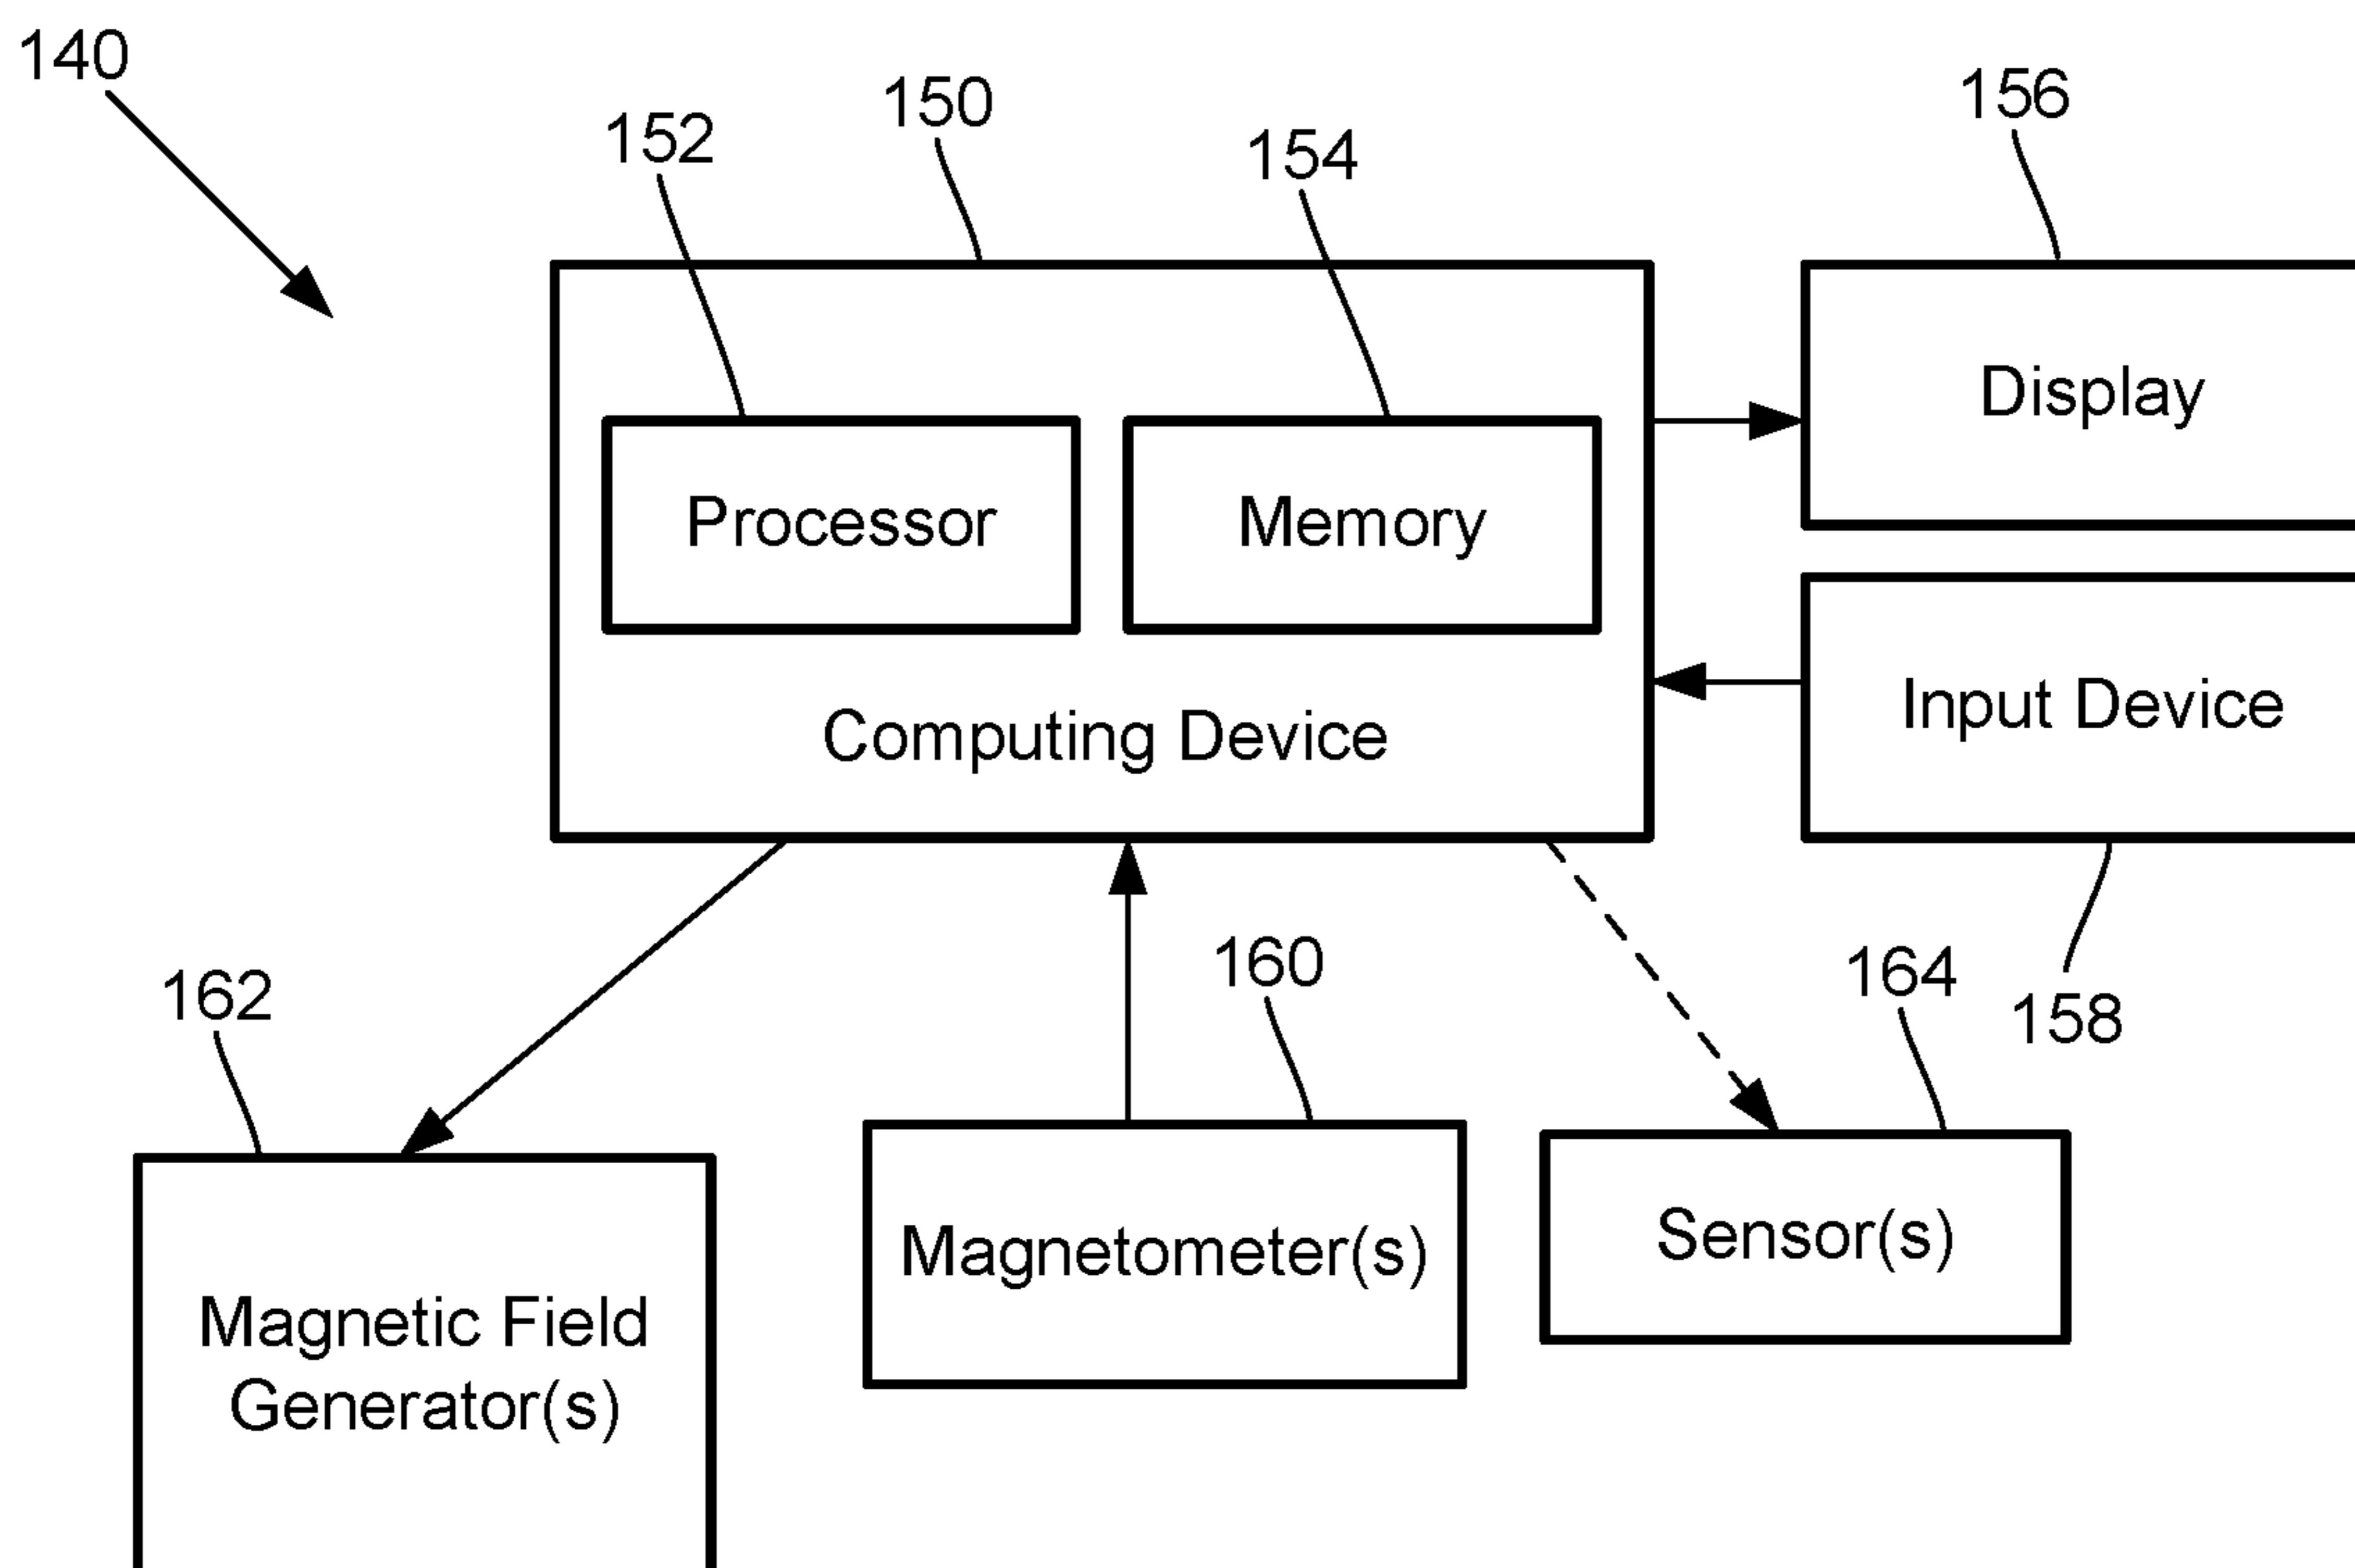 140
150
156
152
154
Display
Processor
Memory
Input Device
Computing Device
162
160
164
158
Magnetometer(s)
Sensor(s)
Magnetic Field
Generator(s)